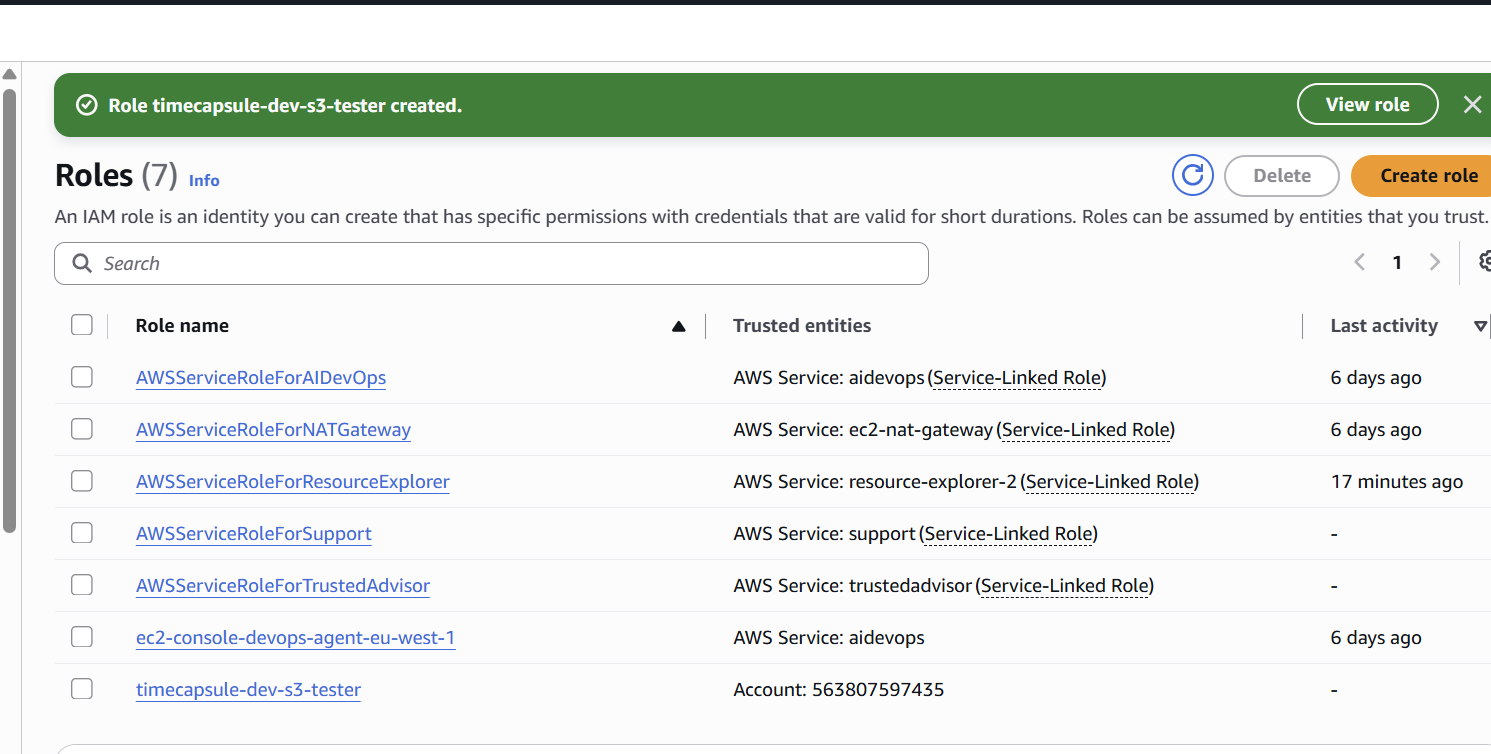 Role timecapsule-dev-s3-tester created. View role
Roles (7) Info Delete Create role
An IAM role is an identity you can create that has specific permissions with credentials that are valid for short durations. Roles can be assumed by entities that you trust.
Search 1
Role name Trusted entities Last activity
AWSServiceRoleForAIDevOps AWS Service: aidevops (Service-Linked Role) 6 days ago
AWSServiceRoleForNATGateway AWS Service: ec2-nat-gateway (Service-Linked Role) 6 days ago
AWSServiceRoleForResourceExplorer AWS Service: resource-explorer-2 (Service-Linked Role) 17 minutes ago
AWSServiceRoleForSupport AWS Service: support (Service-Linked Role) -
AWSServiceRoleForTrustedAdvisor AWS Service: trustedadvisor (Service-Linked Role) -
ec2-console-devops-agent-eu-west-1 AWS Service: aidevops 6 days ago
timecapsule-dev-s3-tester Account: 563807597435 -